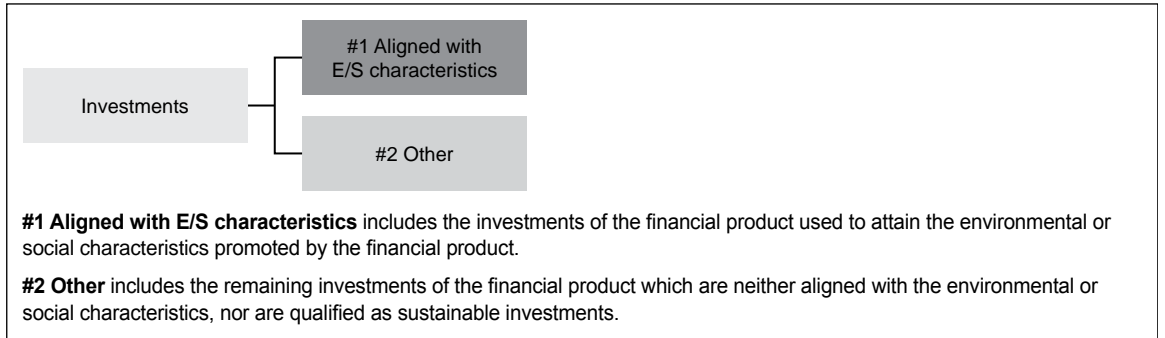 #1 Aligned with
E/S characteristics
Investments
#2 Other
#1 Aligned with E/S characteristics includes the investments of the financial product used to attain the environmental or
social characteristics promoted by the financial product.
#2 Other includes the remaining investments of the financial product which are neither aligned with the environmental or
social characteristics, nor are qualified as sustainable investments.